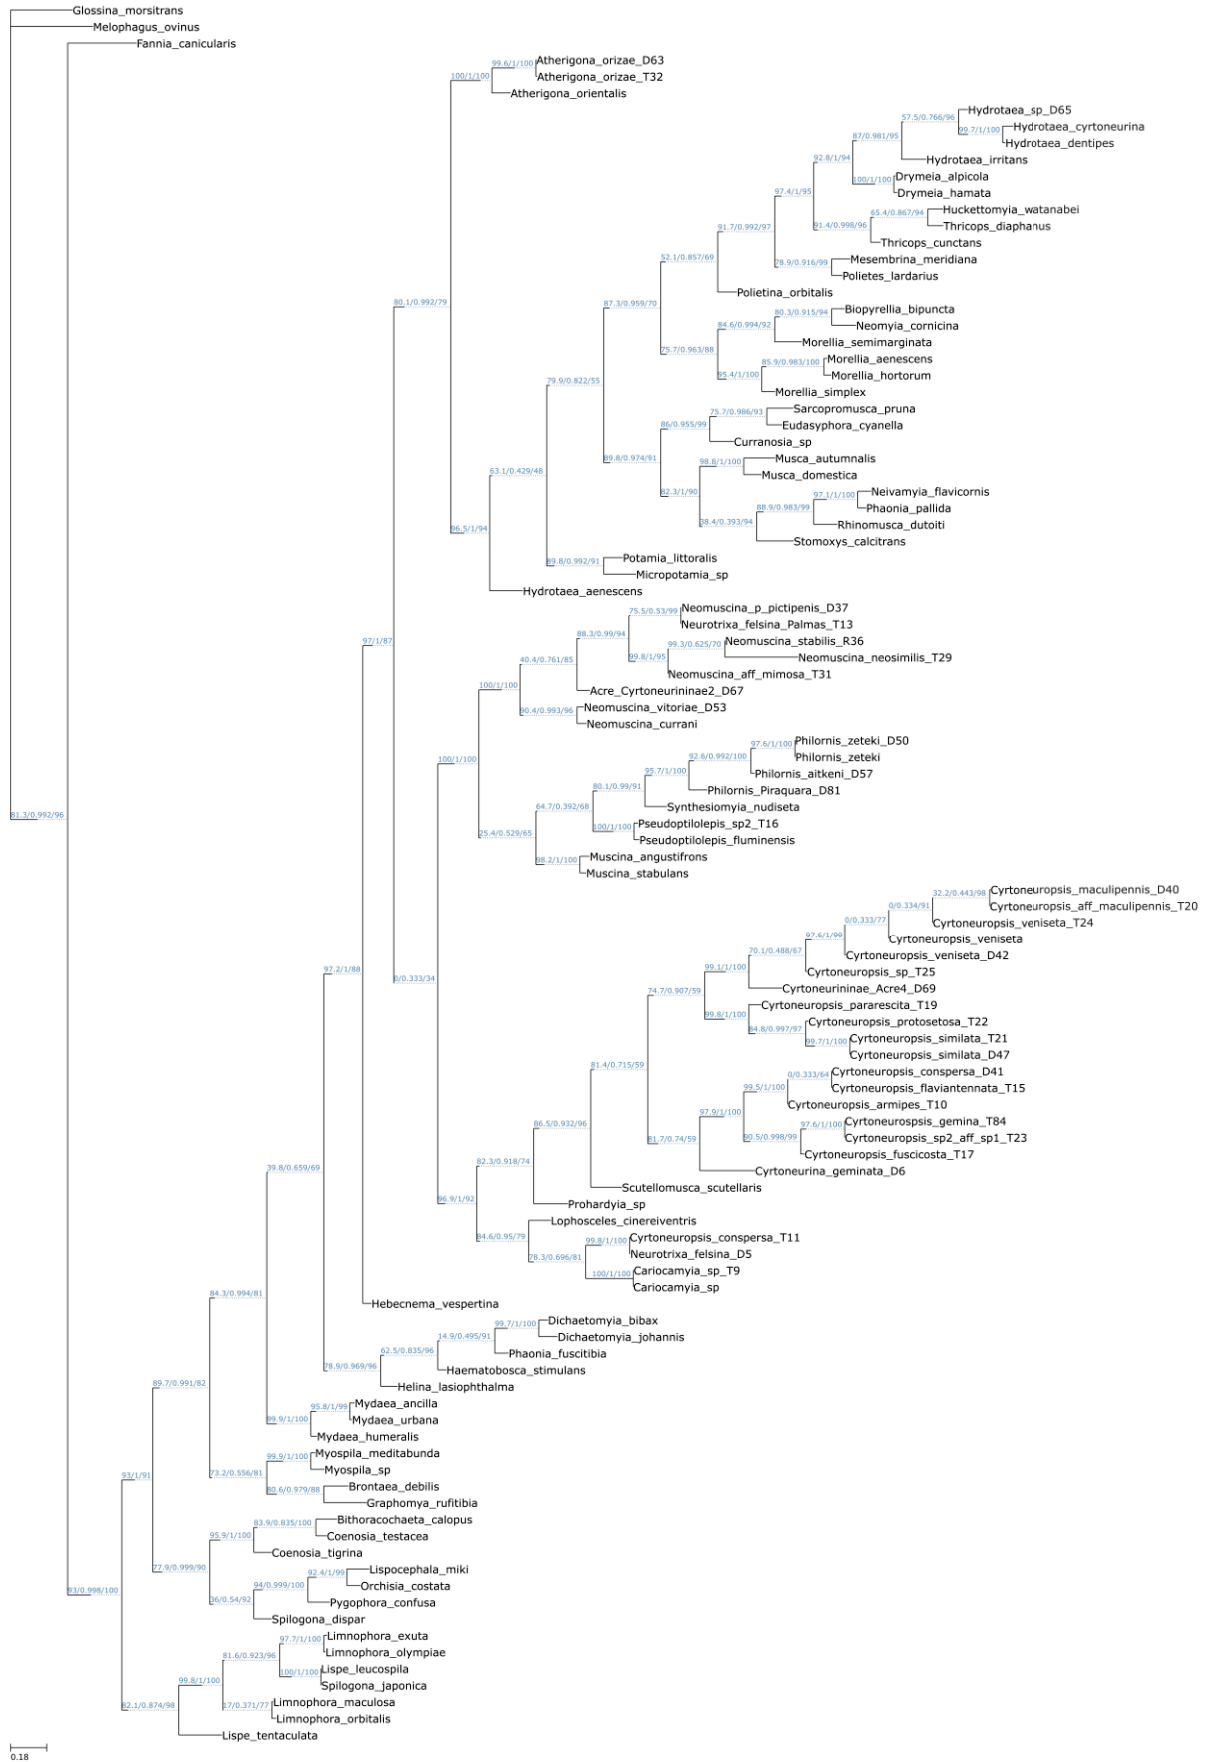 Glossina_morsitrans
Melophagus_ovinus
Fannia_canicularis
Atherigona_orizae_D63
99.6/1/100
Atherigona_orizae_T32
100/1/100
Atherigona_orientalis
Hydrotaea_sp_D65
57.5/0.766/96
Hydrotaea_cyrtoneurina
99.7/1/100
87/0.981/95
Hydrotaea_dentipes
92.8/1/94
Hydrotaea_irritans
Drymeia_alpicola
100/1/100
97.4/1/95
Drymeia_hamata
Huckettomyia_watanabei
65.4/0.867/94
91.4/0.998/96
Thricops_diaphanus
91.7/0.992/97
Thricops_cunctans
Mesembrina_meridiana
52.1/0.857/69
78.9/0.916/99
Polietes_lardarius
Polietina_orbitalis
80.1/0.992/79
87.3/0.959/70
Biopyrellia_bipuncta
80.3/0.915/94
84.6/0.994/92
Neomyia_cornicina
Morellia_semimarginata
75.7/0.963/88
Morellia_aenescens
85.9/0.983/100
95.4/1/100
Morellia_hortorum
79.9/0.822/55
Morellia_simplex
Sarcopromusca_pruna
75.7/0.986/93
86/0.955/99
Eudasyphora_cyanella
Curranosia_sp
89.8/0.974/91
Musca_autumnalis
98.8/1/100
63.1/0.429/48
Musca_domestica
82.3/1/90
Neivamyia_flavicornis
97.1/1/100
Phaonia_pallida
88.9/0.983/99
38.4/0.393/94
Rhinomusca_dutoiti
96.5/1/94
Stomoxys_calcitrans
Potamia_littoralis
89.8/0.992/91
Micropotamia_sp
Hydrotaea_aenescens
Neomuscina_p_pictipenis_D37
75.5/0.53/99
Neurotrixa_felsina_Palmas_T13
88.3/0.99/94
97/1/87
Neomuscina_stabilis_R36
99.3/0.625/70
99.8/1/95
Neomuscina_neosimilis_T29
40.4/0.761/85
Neomuscina_aff_mimosa_T31
100/1/100
Acre_Cyrtoneurininae2_D67
Neomuscina_vitoriae_D53
90.4/0.993/96
Neomuscina_currani
Philornis_zeteki_D50
97.6/1/100
Philornis_zeteki
92.6/0.992/100
100/1/100
Philornis_aitkeni_D57
95.7/1/100
Philornis_Piraquara_D81
80.1/0.99/91
Synthesiomyia_nudiseta
64.7/0.392/68
81.3/0.992/96
Pseudoptilolepis_sp2_T16
100/1/100
25.4/0.529/65
Pseudoptilolepis_fluminensis
Muscina_angustifrons
98.2/1/100
Muscina_stabulans
Cyrtoneuropsis_maculipennis_D40
32.2/0.443/98
Cyrtoneuropsis_aff_maculipennis_T20
0/0.334/91
Cyrtoneuropsis_veniseta_T24
0/0.333/77
Cyrtoneuropsis_veniseta
97.6/1/99
Cyrtoneuropsis_veniseta_D42
70.1/0.488/67
97.2/1/88
Cyrtoneuropsis_sp_T25
99.1/1/100
0/0.333/34
Cyrtoneurininae_Acre4_D69
74.7/0.907/59
Cyrtoneuropsis_pararescita_T19
99.8/1/100
Cyrtoneuropsis_protosetosa_T22
84.8/0.997/97
Cyrtoneuropsis_similata_T21
99.7/1/100
Cyrtoneuropsis_similata_D47
81.4/0.715/59
Cyrtoneuropsis_conspersa_D41
0/0.333/64
Cyrtoneuropsis_flaviantennata_T15
99.5/1/100
Cyrtoneuropsis_armipes_T10
97.9/1/100
Cyrtoneurospsis_gemina_T84
86.5/0.932/96
97.6/1/100
90.5/0.998/99
Cyrtoneuropsis_sp2_aff_sp1_T23
81.7/0.74/59
Cyrtoneuropsis_fuscicosta_T17
82.3/0.918/74
Cyrtoneurina_geminata_D6
39.8/0.659/69
Scutellomusca_scutellaris
96.9/1/92
Prohardyia_sp
Lophosceles_cinereiventris
84.6/0.95/79
Cyrtoneuropsis_conspersa_T11
99.8/1/100
78.3/0.696/81
Neurotrixa_felsina_D5
Cariocamyia_sp_T9
100/1/100
Cariocamyia_sp
84.3/0.994/81
Hebecnema_vespertina
Dichaetomyia_bibax
99.7/1/100
14.9/0.495/91
Dichaetomyia_johannis
62.5/0.835/96
Phaonia_fuscitibia
78.9/0.969/96
Haematobosca_stimulans
89.7/0.991/82
Helina_lasiophthalma
Mydaea_ancilla
95.8/1/99
99.9/1/100
Mydaea_urbana
Mydaea_humeralis
Myospila_meditabunda
99.9/1/100
73.2/0.556/81
Myospila_sp
93/1/91
Brontaea_debilis
80.6/0.979/88
Graphomya_rufitibia
Bithoracochaeta_calopus
83.9/0.835/100
95.9/1/100
Coenosia_testacea
Coenosia_tigrina
77.9/0.999/90
Lispocephala_miki
92.4/1/99
94/0.999/100
Orchisia_costata
93/0.998/100
36/0.54/92
Pygophora_confusa
Spilogona_dispar
Limnophora_exuta
97.7/1/100
81.6/0.923/96
Limnophora_olympiae
Lispe_leucospila
100/1/100
99.8/1/100
Spilogona_japonica
82.1/0.874/98
17/0.371/77
Limnophora_maculosa
Limnophora_orbitalis
Lispe_tentaculata
0.18